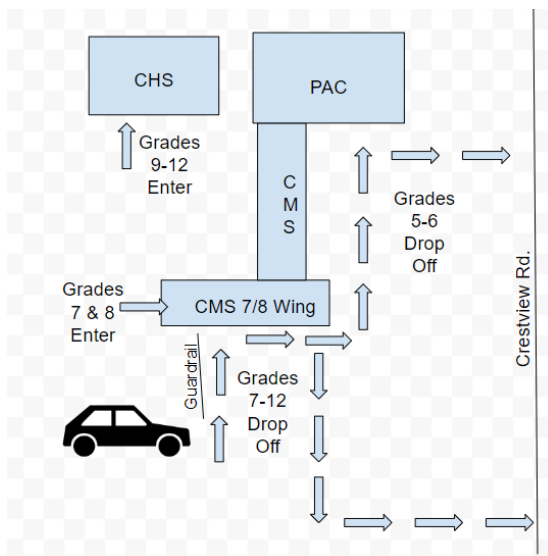 CHS
PAC
Grades
9-12
Enter
C
M
S
Grades
5-6
Drop
Off
Crestview Rd.
Grades
7 & 8
Enter
CMS 7/8 Wing
Guardrail
Grades
7-12
Drop
Off